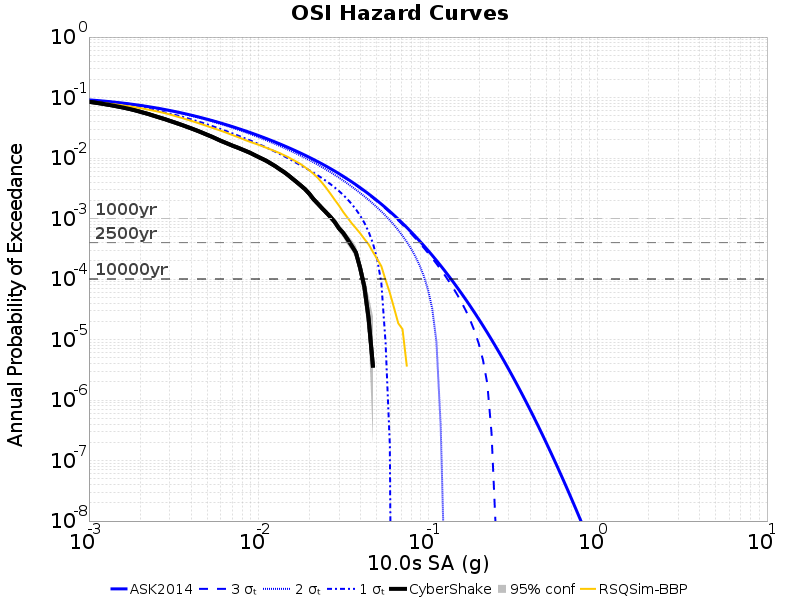 OSI Hazard Curves
Annual Probability of Exceedance
10^0
10^-1
10^-2
10^-3
10^-4
10^-5
10^-6
10^-7
10^-8
1000yr
2500yr
10000yr
10^-3 10^-2 10^-1 10^0 10^1
10.0s SA (g)
ASK2014 3 σₜ 2 σₜ 1 σₜ CyberShake 95% conf RSQSim-BBP